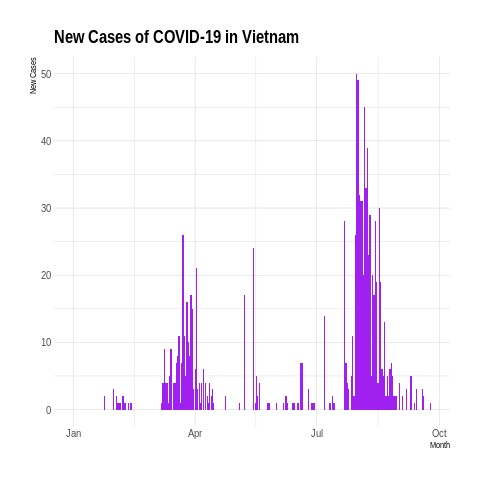 New Cases of COVID-19 in Vietnam
New Cases
50
40
30
20
10
0
Jan
Apr
Jul
Oct
Month